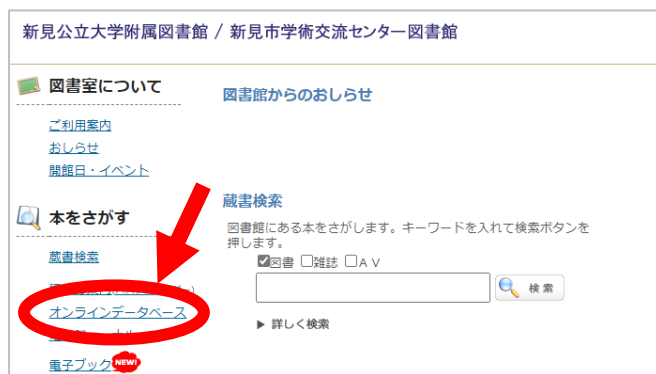 新見公立大学附属図書館 / 新見市学術交流センター図書館
図書室について
ご利用案内
おしらせ
開館日・イベント
本をさがす
蔵書検索
オンラインデータベース
電子ブック NEW!
図書館からのおしらせ
蔵書検索
図書館にある本をさがします。キーワードを入れて検索ボタンを
押します。
図書 雑誌 AV
検索
▶ 詳しく検索